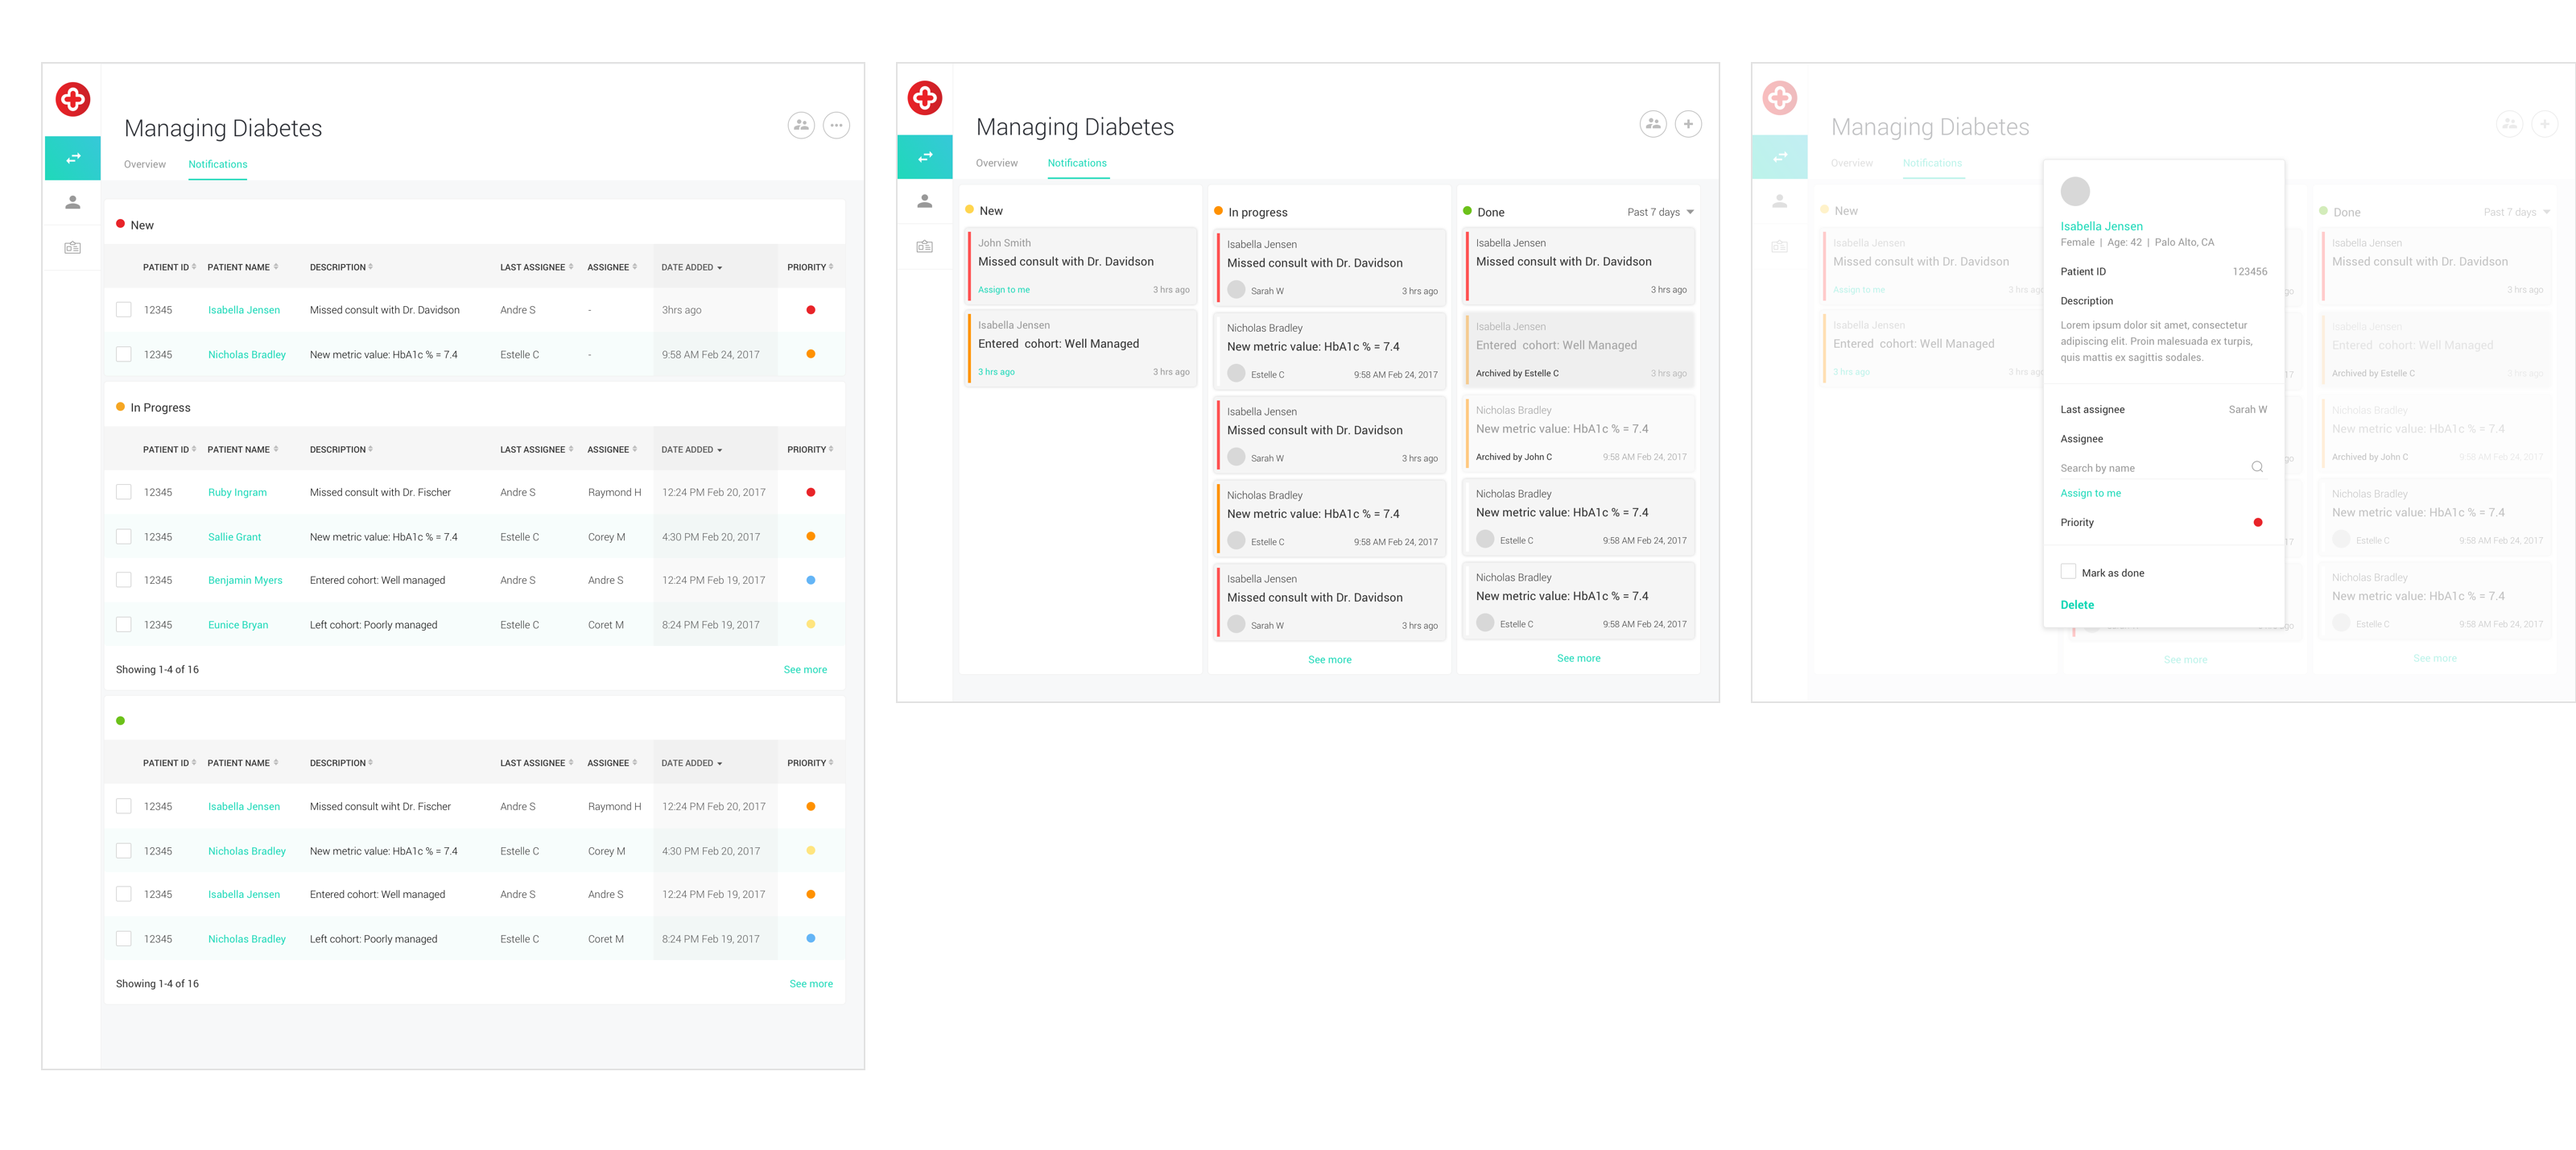 Managing Diabetes
Overview Notifications
New
PATIENT ID PATIENT NAME DESCRIPTION LAST ASSIGNEE ASSIGNEE DATE ADDED PRIORITY
12345 Isabella Jensen Missed consult with Dr. Davidson Andre S - 3hrs ago
12345 Nicholas Bradley New metric value: HbA1c % = 7.4 Estelle C - 9:58 AM Feb 24, 2017
In Progress
PATIENT ID PATIENT NAME DESCRIPTION LAST ASSIGNEE ASSIGNEE DATE ADDED PRIORITY
12345 Ruby Ingram Missed consult with Dr. Fischer Andre S Raymond H 12:24 PM Feb 20, 2017
12345 Sallie Grant New metric value: HbA1c % = 7.4 Estelle C Corey M 4:30 PM Feb 20, 2017
12345 Benjamin Myers Entered cohort: Well managed Andre S Andre S 12:24 PM Feb 19, 2017
12345 Eunice Bryan Left cohort: Poorly managed Estelle C Coret M 8:24 PM Feb 19, 2017
Showing 1-4 of 16 See more
PATIENT ID PATIENT NAME DESCRIPTION LAST ASSIGNEE ASSIGNEE DATE ADDED PRIORITY
12345 Isabella Jensen Missed consult wiht Dr. Fischer Andre S Raymond H 12:24 PM Feb 20, 2017
12345 Nicholas Bradley New metric value: HbA1c % = 7.4 Estelle C Corey M 4:30 PM Feb 20, 2017
12345 Isabella Jensen Entered cohort: Well managed Andre S Andre S 12:24 PM Feb 19, 2017
12345 Nicholas Bradley Left cohort: Poorly managed Estelle C Coret M 8:24 PM Feb 19, 2017
Showing 1-4 of 16 See more
Managing Diabetes
Overview Notifications
New
John Smith
Missed consult with Dr. Davidson
Assign to me 3 hrs ago
Isabella Jensen
Entered cohort: Well Managed
3 hrs ago 3 hrs ago
In progress
Isabella Jensen
Missed consult with Dr. Davidson
Sarah W 3 hrs ago
Nicholas Bradley
New metric value: HbA1c % = 7.4
Estelle C 9:58 AM Feb 24, 2017
Isabella Jensen
Missed consult with Dr. Davidson
Sarah W 3 hrs ago
Nicholas Bradley
New metric value: HbA1c % = 7.4
Estelle C 9:58 AM Feb 24, 2017
Isabella Jensen
Missed consult with Dr. Davidson
Sarah W 3 hrs ago
See more
Done Past 7 days
Isabella Jensen
Missed consult with Dr. Davidson
3 hrs ago
Isabella Jensen
Entered cohort: Well Managed
Archived by Estelle C 3 hrs ago
Nicholas Bradley
New metric value: HbA1c % = 7.4
Archived by John C 9:58 AM Feb 24, 2017
Nicholas Bradley
New metric value: HbA1c % = 7.4
Estelle C 9:58 AM Feb 24, 2017
Nicholas Bradley
New metric value: HbA1c % = 7.4
Estelle C 9:58 AM Feb 24, 2017
See more
Managing Diabetes
Overview Notifications
New
Isabella Jensen
Missed consult with Dr. Davidson
Assign to me 3 hrs ago
Isabella Jensen
Entered cohort: Well Managed
3 hrs ago 3 hrs ago
Isabella Jensen
Female | Age: 42 | Palo Alto, CA
Patient ID 123456
Description
Lorem ipsum dolor sit amet, consectetur
adipiscing elit. Proin malesuada ex turpis,
quis mattis ex sagittis sodales.
Last assignee Sarah W
Assignee
Search by name
Assign to me
Priority
Mark as done
Delete
See more
Done Past 7 days
Isabella Jensen
Missed consult with Dr. Davidson
3 hrs ago
Isabella Jensen
Entered cohort: Well Managed
Archived by Estelle C 3 hrs ago
Nicholas Bradley
New metric value: HbA1c % = 7.4
Archived by John C 9:58 AM Feb 24, 2017
Nicholas Bradley
New metric value: HbA1c % = 7.4
Estelle C 9:58 AM Feb 24, 2017
Nicholas Bradley
New metric value: HbA1c % = 7.4
Estelle C 9:58 AM Feb 24, 2017
See more